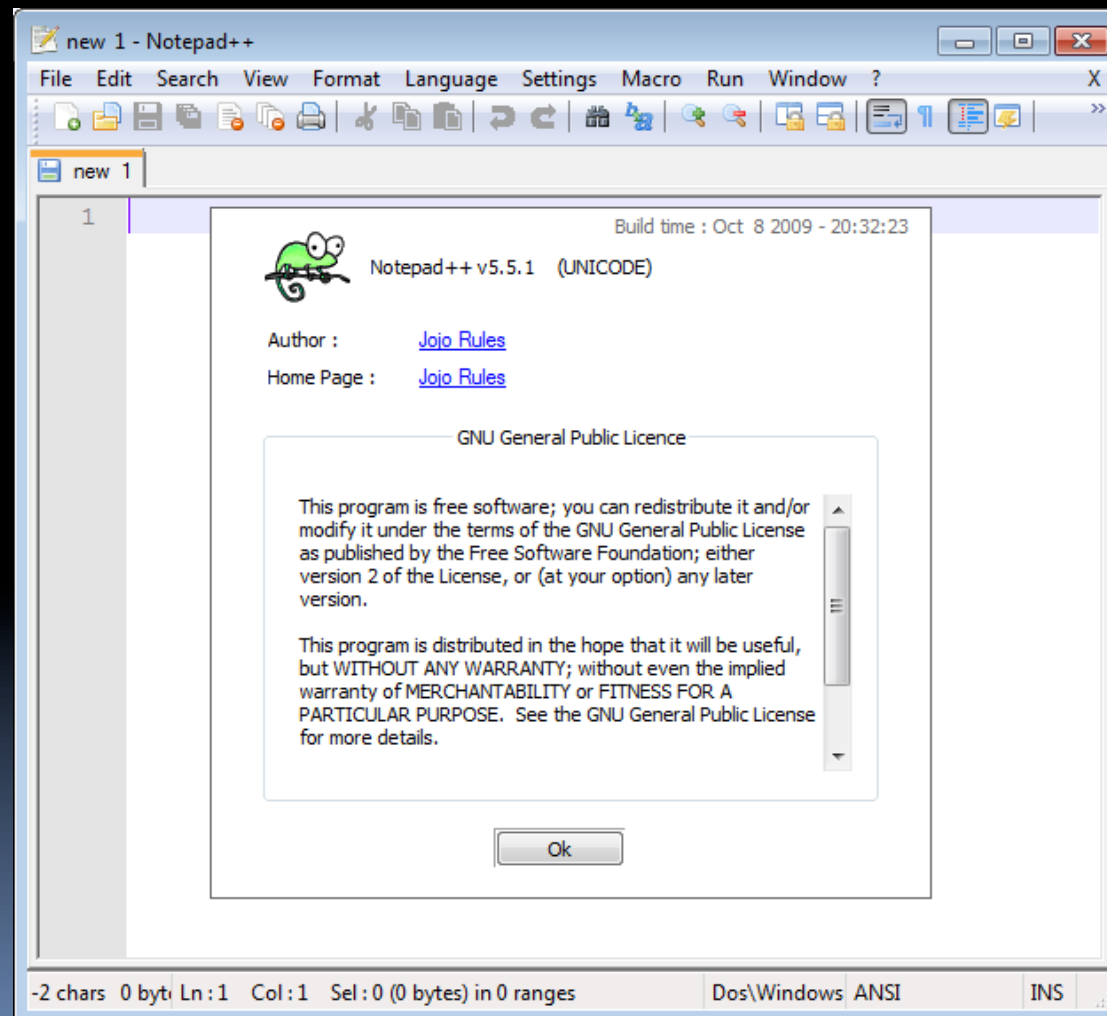 new 1 - Notepad++
File Edit Search View Format Language Settings Macro Run Window ? X
new 1
1
Build time : Oct 8 2009 - 20:32:23
Notepad++ v5.5.1 (UNICODE)
Author : Jojo Rules
Home Page : Jojo Rules
GNU General Public Licence
This program is free software; you can redistribute it and/or
modify it under the terms of the GNU General Public License
as published by the Free Software Foundation; either
version 2 of the License, or (at your option) any later
version.
This program is distributed in the hope that it will be useful,
but WITHOUT ANY WARRANTY; without even the implied
warranty of MERCHANTABILITY or FITNESS FOR A
PARTICULAR PURPOSE. See the GNU General Public License
for more details.
Ok
-2 chars 0 byt Ln : 1 Col : 1 Sel : 0 (0 bytes) in 0 ranges Dos\Windows ANSI INS